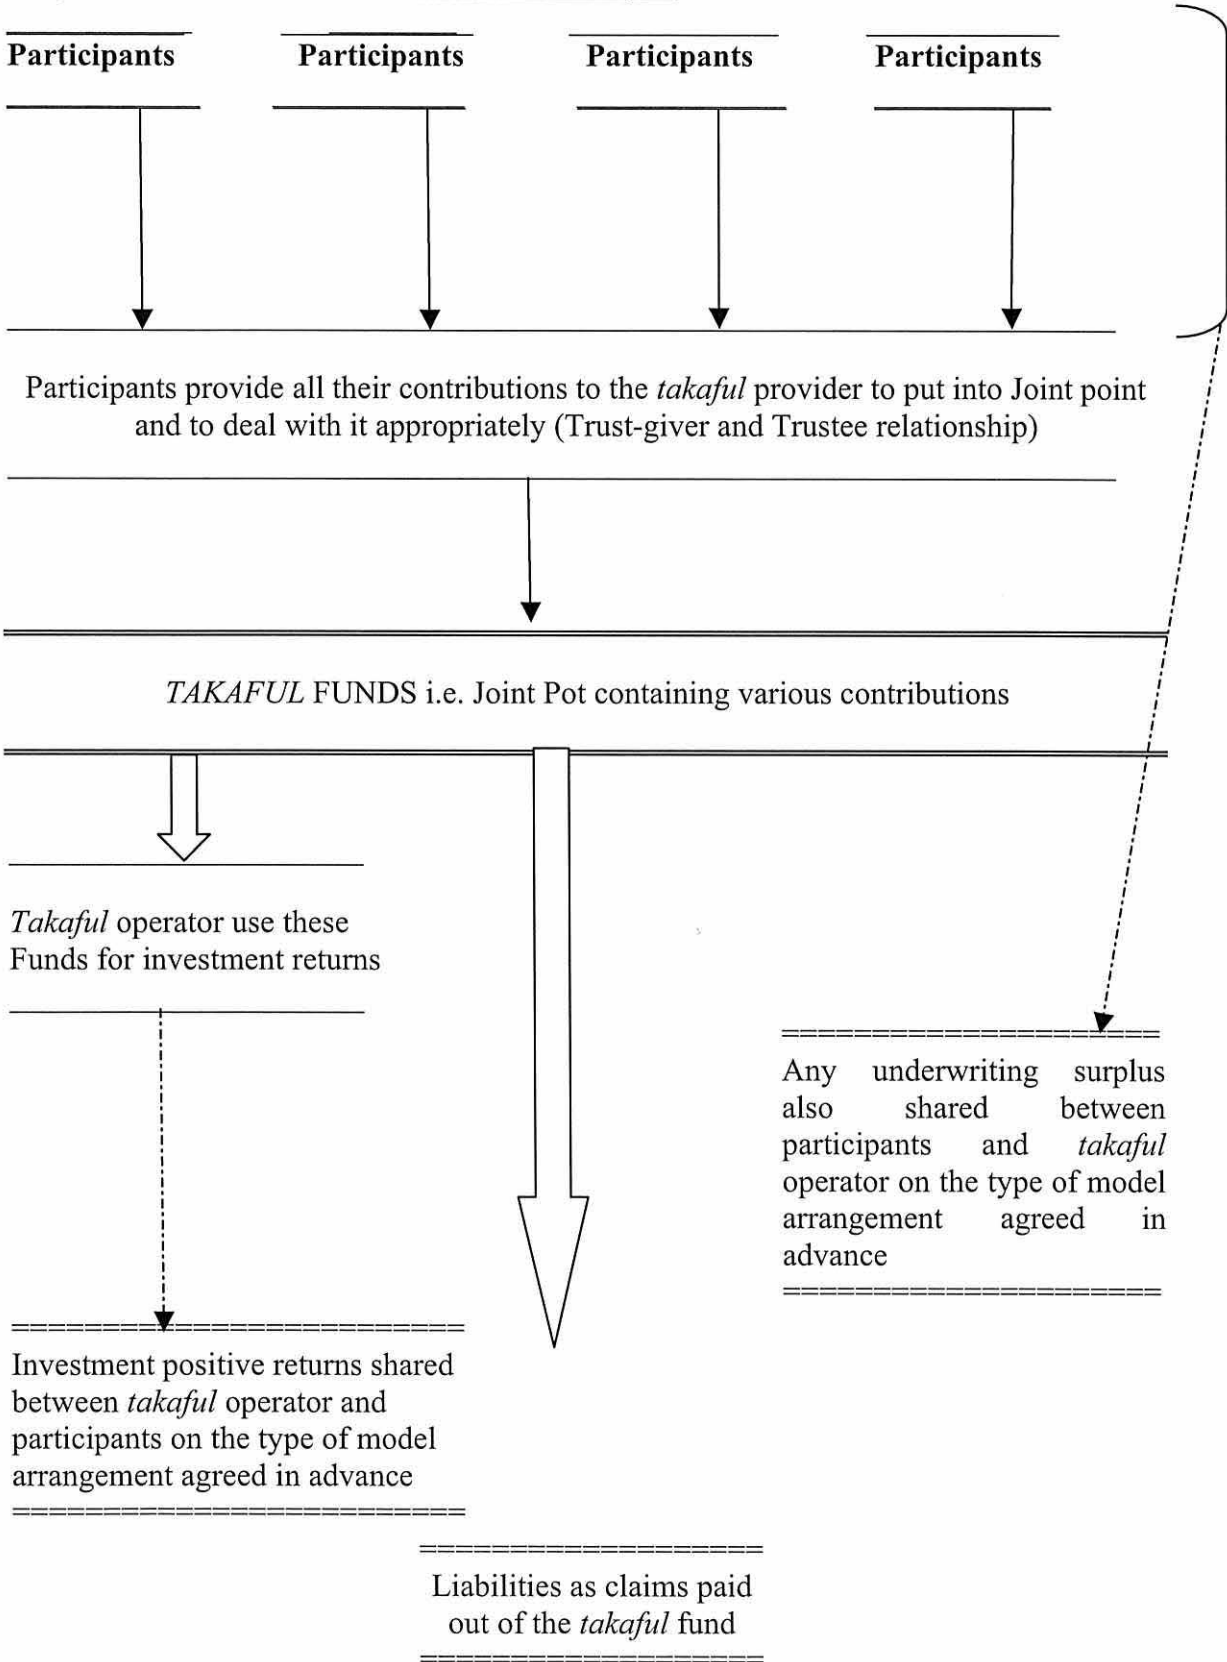 Participants Participants Participants Participants
Participants provide all their contributions to the takaful provider to put into Joint point
and to deal with it appropriately (Trust-giver and Trustee relationship)
TAKAFUL FUNDS i.e. Joint Pot containing various contributions
Takaful operator use these
Funds for investment returns
Any underwriting surplus
also shared between
participants and takaful
operator on the type of model
arrangement agreed in
advance
Investment positive returns shared
between takaful operator and
participants on the type of model
arrangement agreed in advance
Liabilities as claims paid
out of the takaful fund